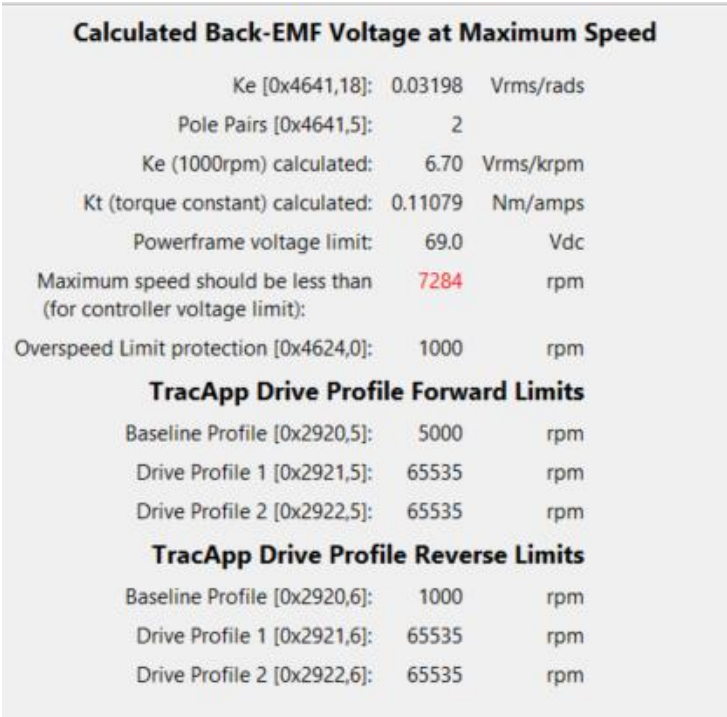 Calculated Back-EMF Voltage at Maximum Speed
Ke [0x4641,18]: 0.03198 Vrms/rads
Pole Pairs [0x4641,5]: 2
Ke (1000rpm) calculated: 6.70 Vrms/krpm
Kt (torque constant) calculated: 0.11079 Nm/amps
Powerframe voltage limit: 69.0 Vdc
Maximum speed should be less than 7284 rpm
(for controller voltage limit):
Overspeed Limit protection [0x4624,0]: 1000 rpm
TracApp Drive Profile Forward Limits
Baseline Profile [0x2920,5]: 5000 rpm
Drive Profile 1 [0x2921,5]: 65535 rpm
Drive Profile 2 [0x2922,5]: 65535 rpm
TracApp Drive Profile Reverse Limits
Baseline Profile [0x2920,6]: 1000 rpm
Drive Profile 1 [0x2921,6]: 65535 rpm
Drive Profile 2 [0x2922,6]: 65535 rpm